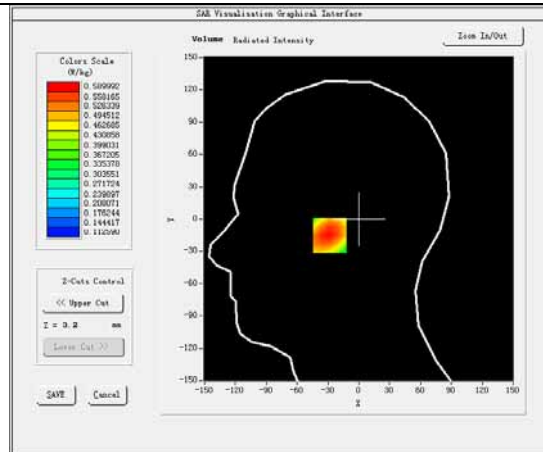 SAR Visualisation Graphical Interface
Volume Radiated Intensity
Zoom In/Out
Colors Scale
(W/kg)
0.589992
0.558165
0.526339
0.494512
0.462685
0.430858
0.399031
0.367205
0.335378
0.303551
0.271724
0.239897
0.208071
0.176244
0.144417
0.112590
Z-Cuts Control
<< Upper Cut
Z = 3.2 mm
Lower Cut >>
SAVE Cancel
150
120
90
60
30
0
-30
-60
-90
-120
-150
Y
-150 -120 -90 -60 -30 0 30 60 90 120 150
X